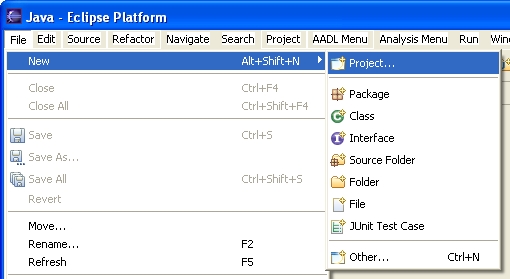 Java - Eclipse Platform
File Edit Source Refactor Navigate Search Project AADL Menu Analysis Menu Run
New Alt+Shift+N
Close Ctrl+F4
Close All Ctrl+Shift+F4
Save Ctrl+S
Save As...
Save All Ctrl+Shift+S
Revert
Move...
Rename... F2
Refresh F5
Project...
Package
Class
Interface
Source Folder
Folder
File
JUnit Test Case
Other... Ctrl+N